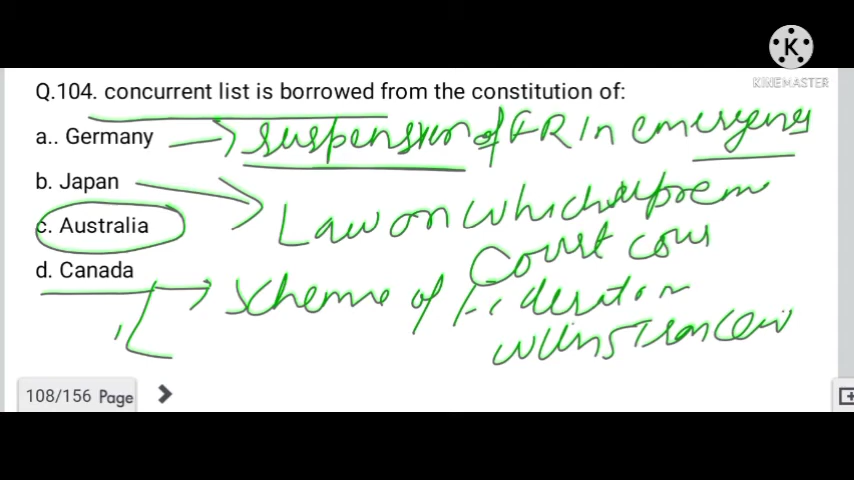 K
KINEMASTER
Q.104. concurrent list is borrowed from the constitution of:
a.. Germany
suspension of FR In emergency
b. Japan
Law on which supreme
c. Australia
Court
d. Canada
Scheme of
108/156 Page